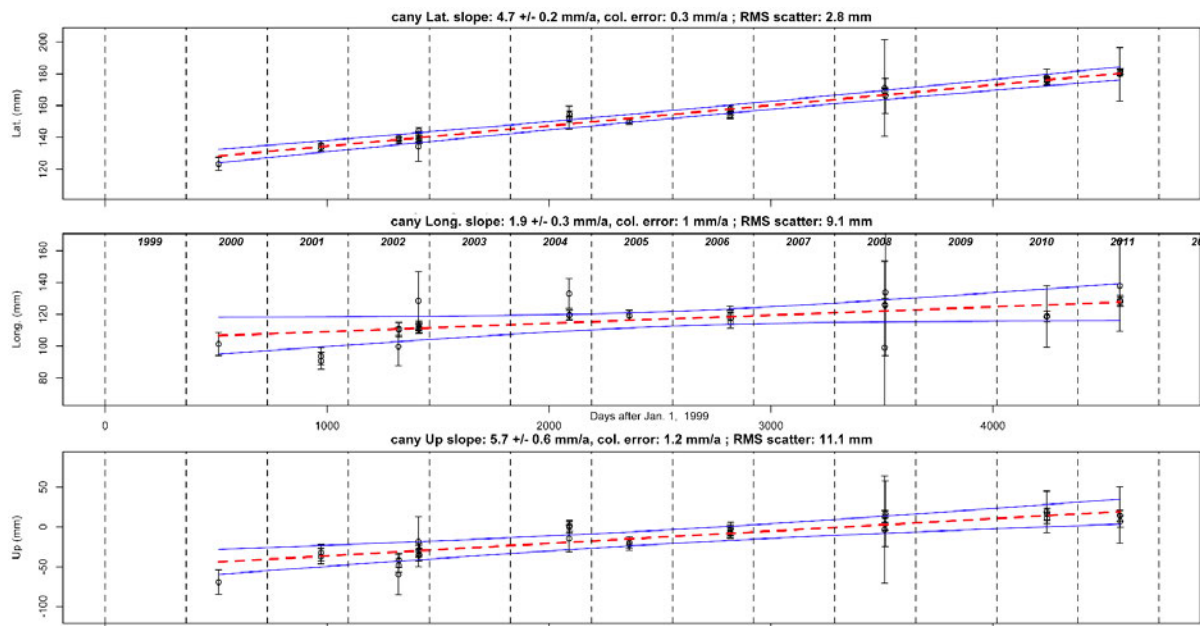 cany Lat. slope: 4.7 +/- 0.2 mm/a, col. error: 0.3 mm/a ; RMS scatter: 2.8 mm
200
180
160
140
120
Lat. (mm)
cany Long. slope: 1.9 +/- 0.3 mm/a, col. error: 1 mm/a ; RMS scatter: 9.1 mm
1999 2000 2001 2002 2003 2004 2005 2006 2007 2008 2009 2010 2011
160
140
120
100
80
Long. (mm)
0 1000 2000 3000 4000
Days after Jan. 1, 1999
cany Up slope: 5.7 +/- 0.6 mm/a, col. error: 1.2 mm/a ; RMS scatter: 11.1 mm
50
0
-50
-100
Up (mm)